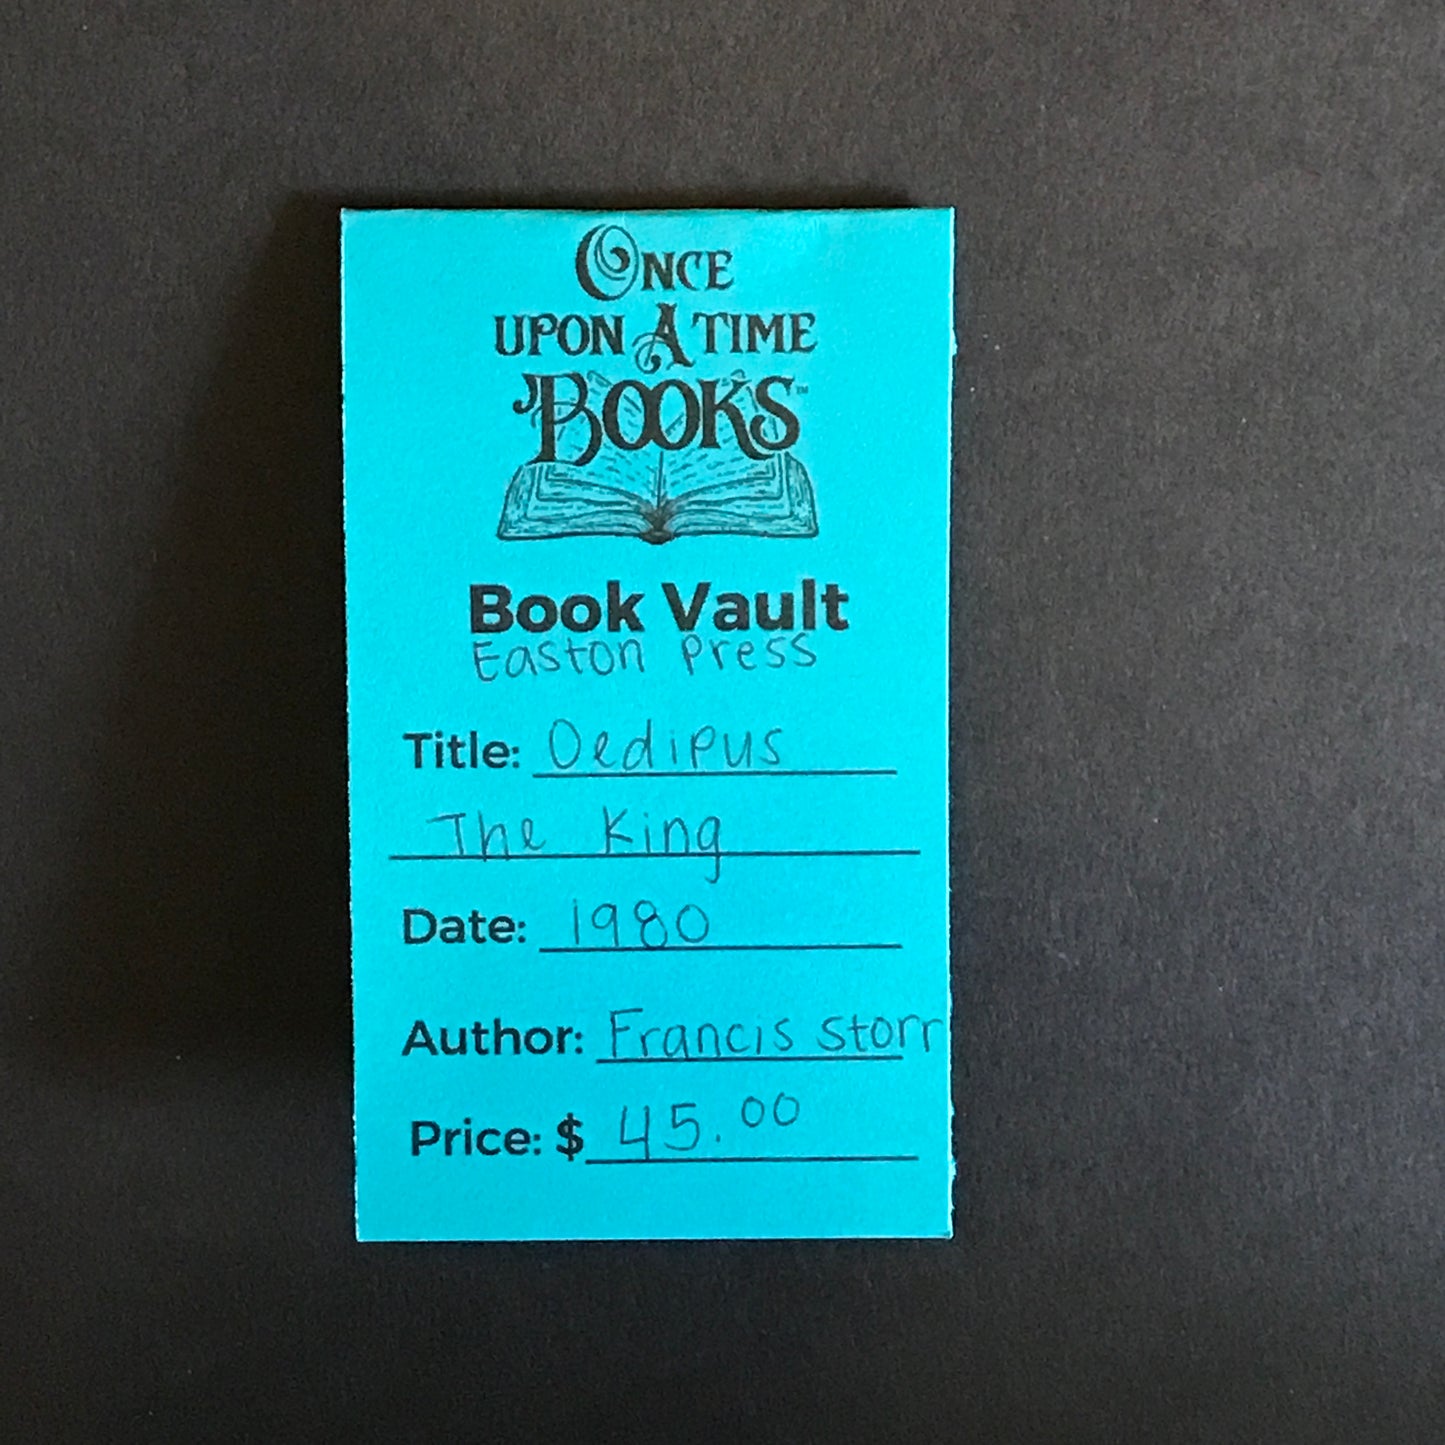 ONCE
UPON A TIME
BOOKS™
Book Vault
Easton Press
Title: Oedipus
The King
Date: 1980
Author: Francis Storr
Price: $ 45.00